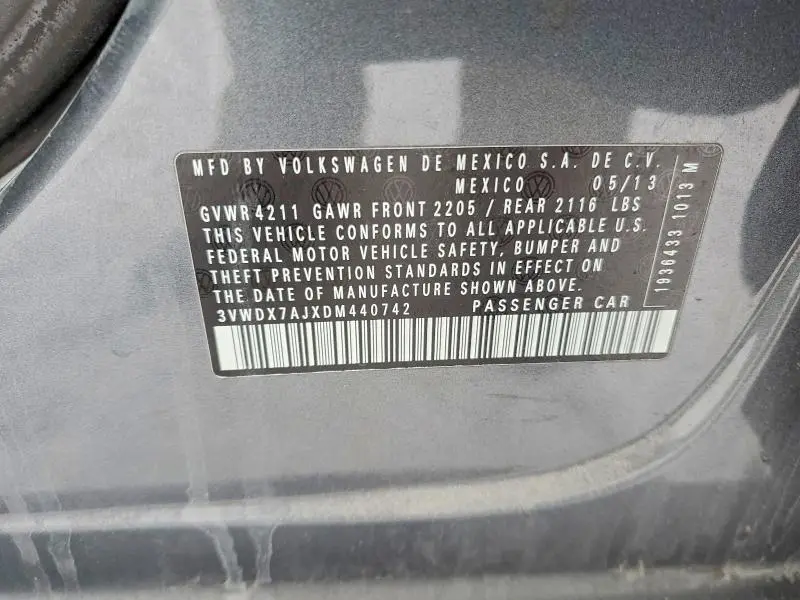 MFD BY VOLKSWAGEN DE MEXICO S.A. DE C.V.
MEXICO 05/13
GVWR 4211 GAWR FRONT 2205 / REAR 2116 LBS
THIS VEHICLE CONFORMS TO ALL APPLICABLE U.S.
FEDERAL MOTOR VEHICLE SAFETY, BUMPER AND
THEFT PREVENTION STANDARDS IN EFFECT ON
THE DATE OF MANUFACTURE SHOWN ABOVE.
3VWDX7AJXDM440742 PASSENGER CAR
1936433 1013 M